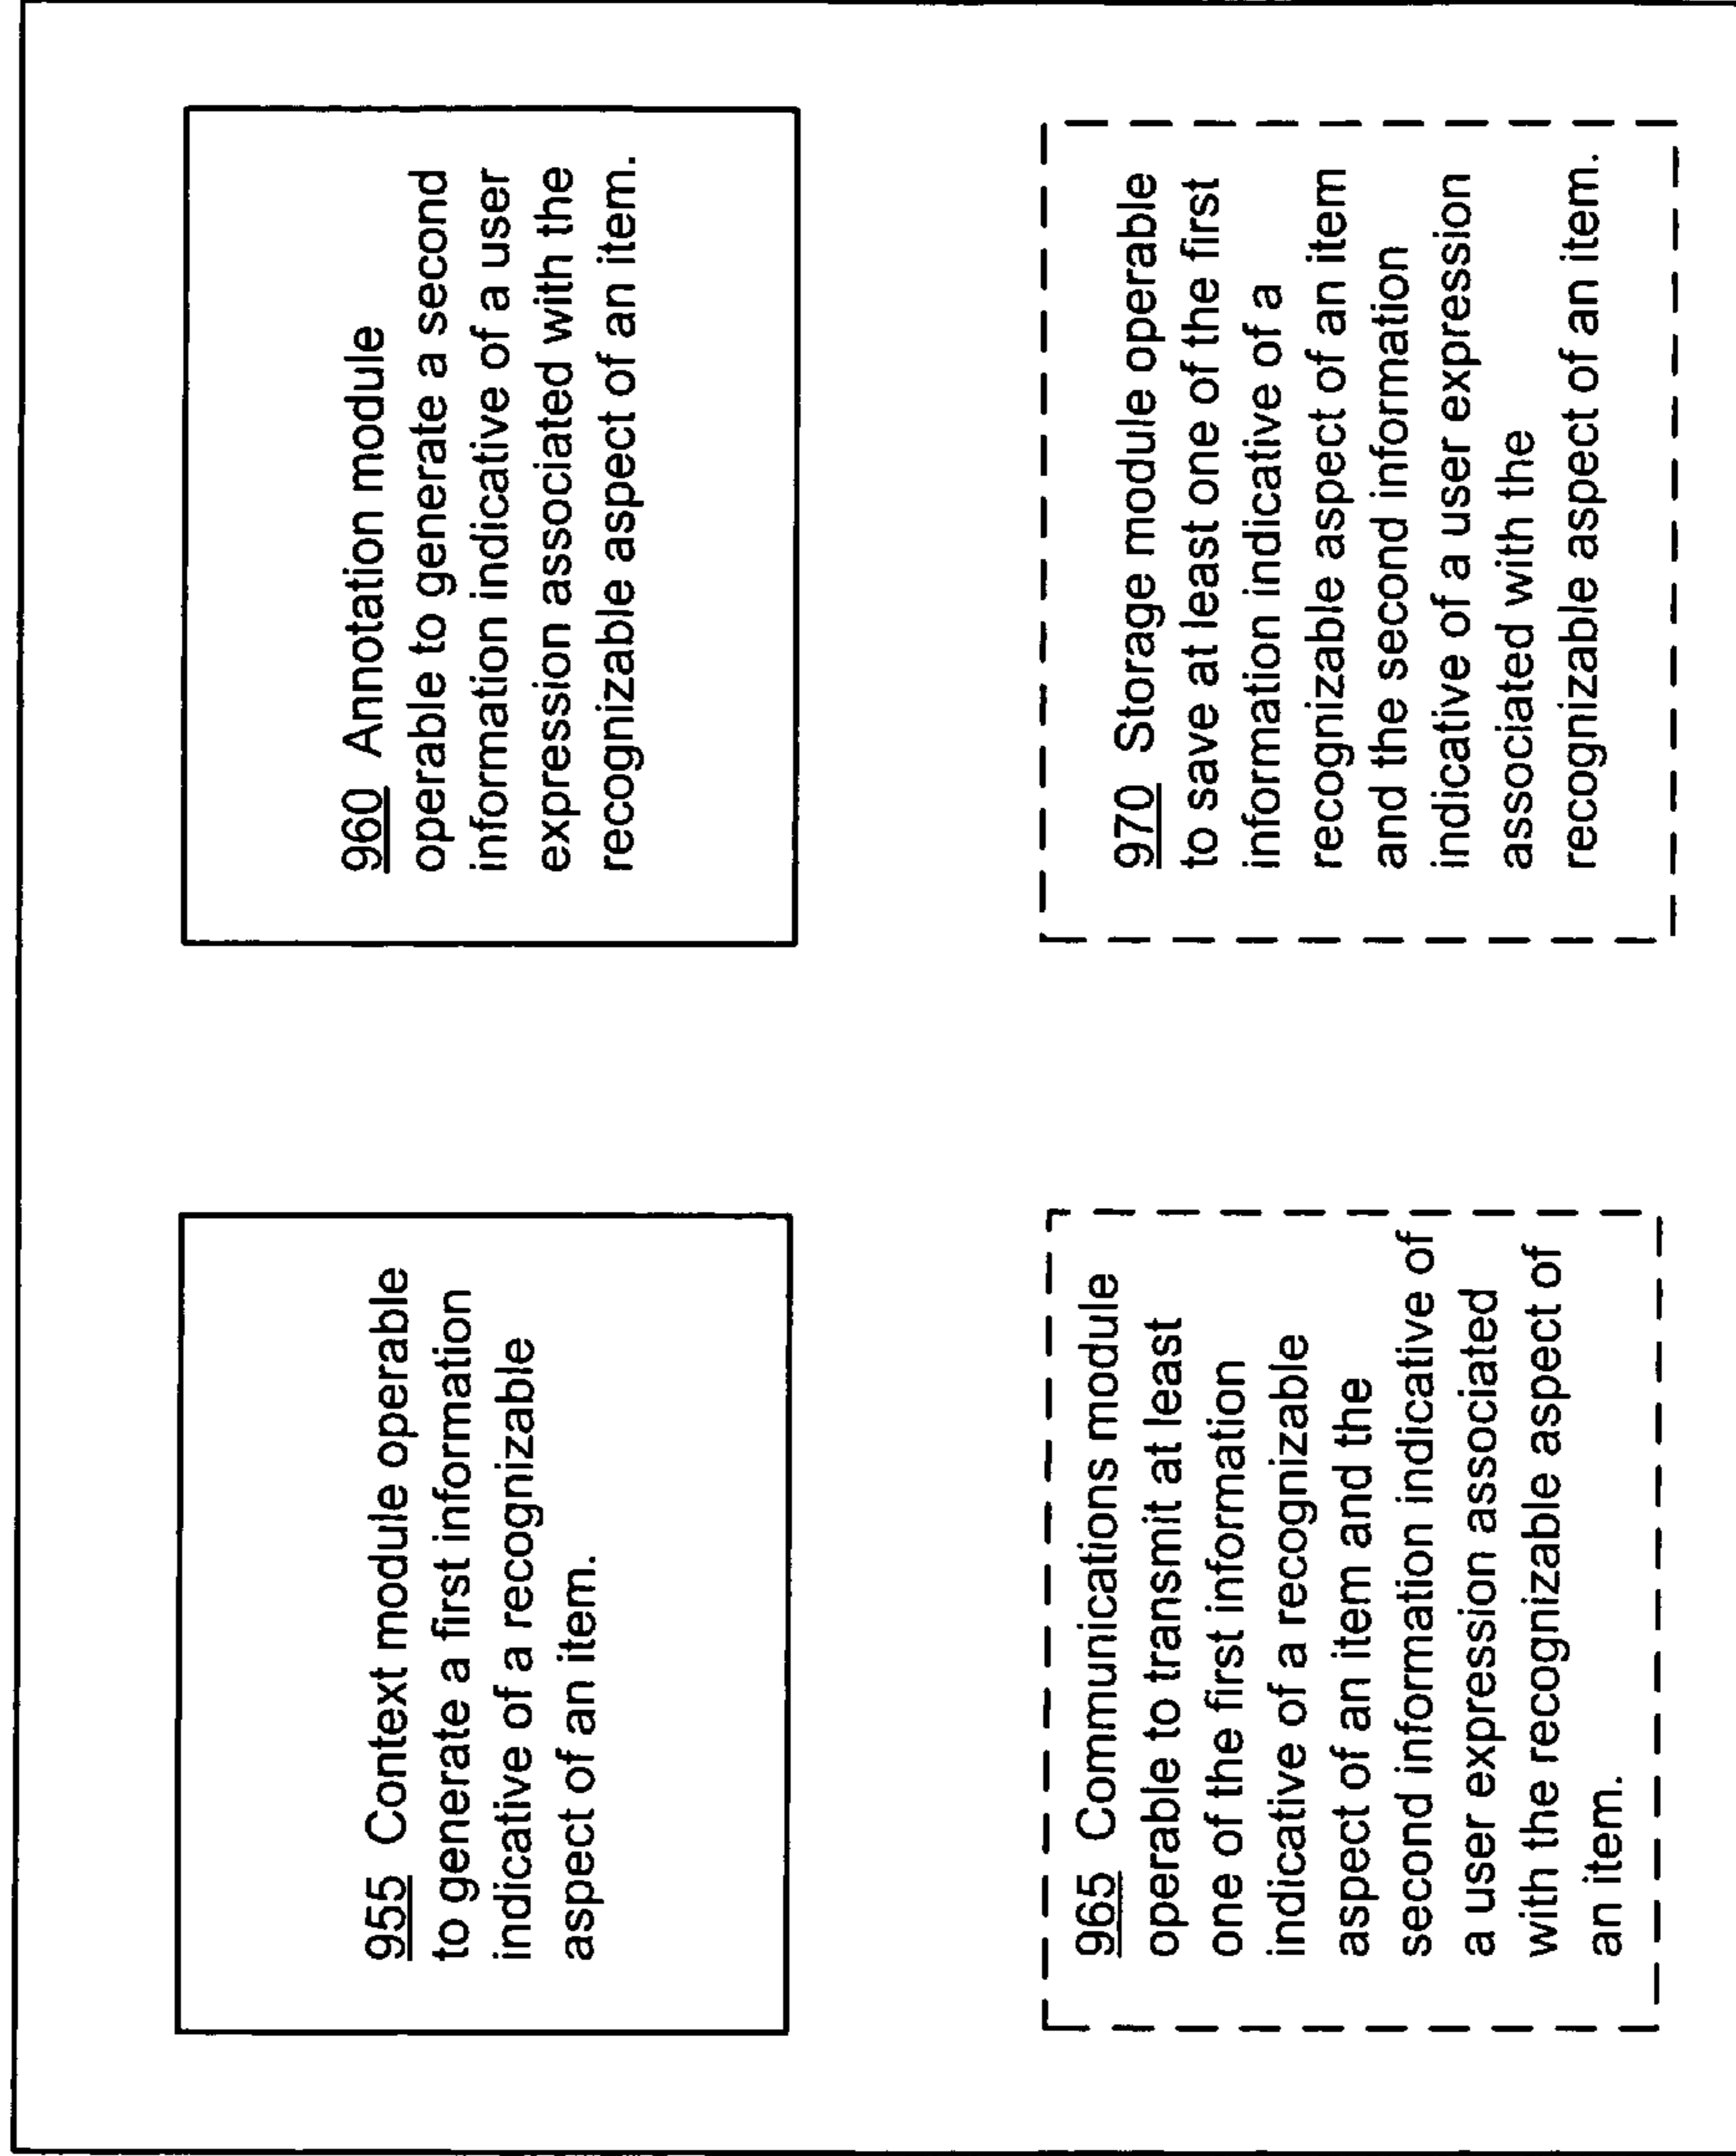 955 Context module operable
to generate a first information
indicative of a recognizable
aspect of an item.
960 Annotation module
operable to generate a second
information indicative of a user
expression associated with the
recognizable aspect of an item.
965 Communications module
operable to transmit at least
one of the first information
indicative of a recognizable
aspect of an item and the
second information indicative of
a user expression associated
with the recognizable aspect of
an item.
970 Storage module operable
to save at least one of the first
information indicative of a
recognizable aspect of an item
and the second information
indicative of a user expression
associated with the
recognizable aspect of an item.